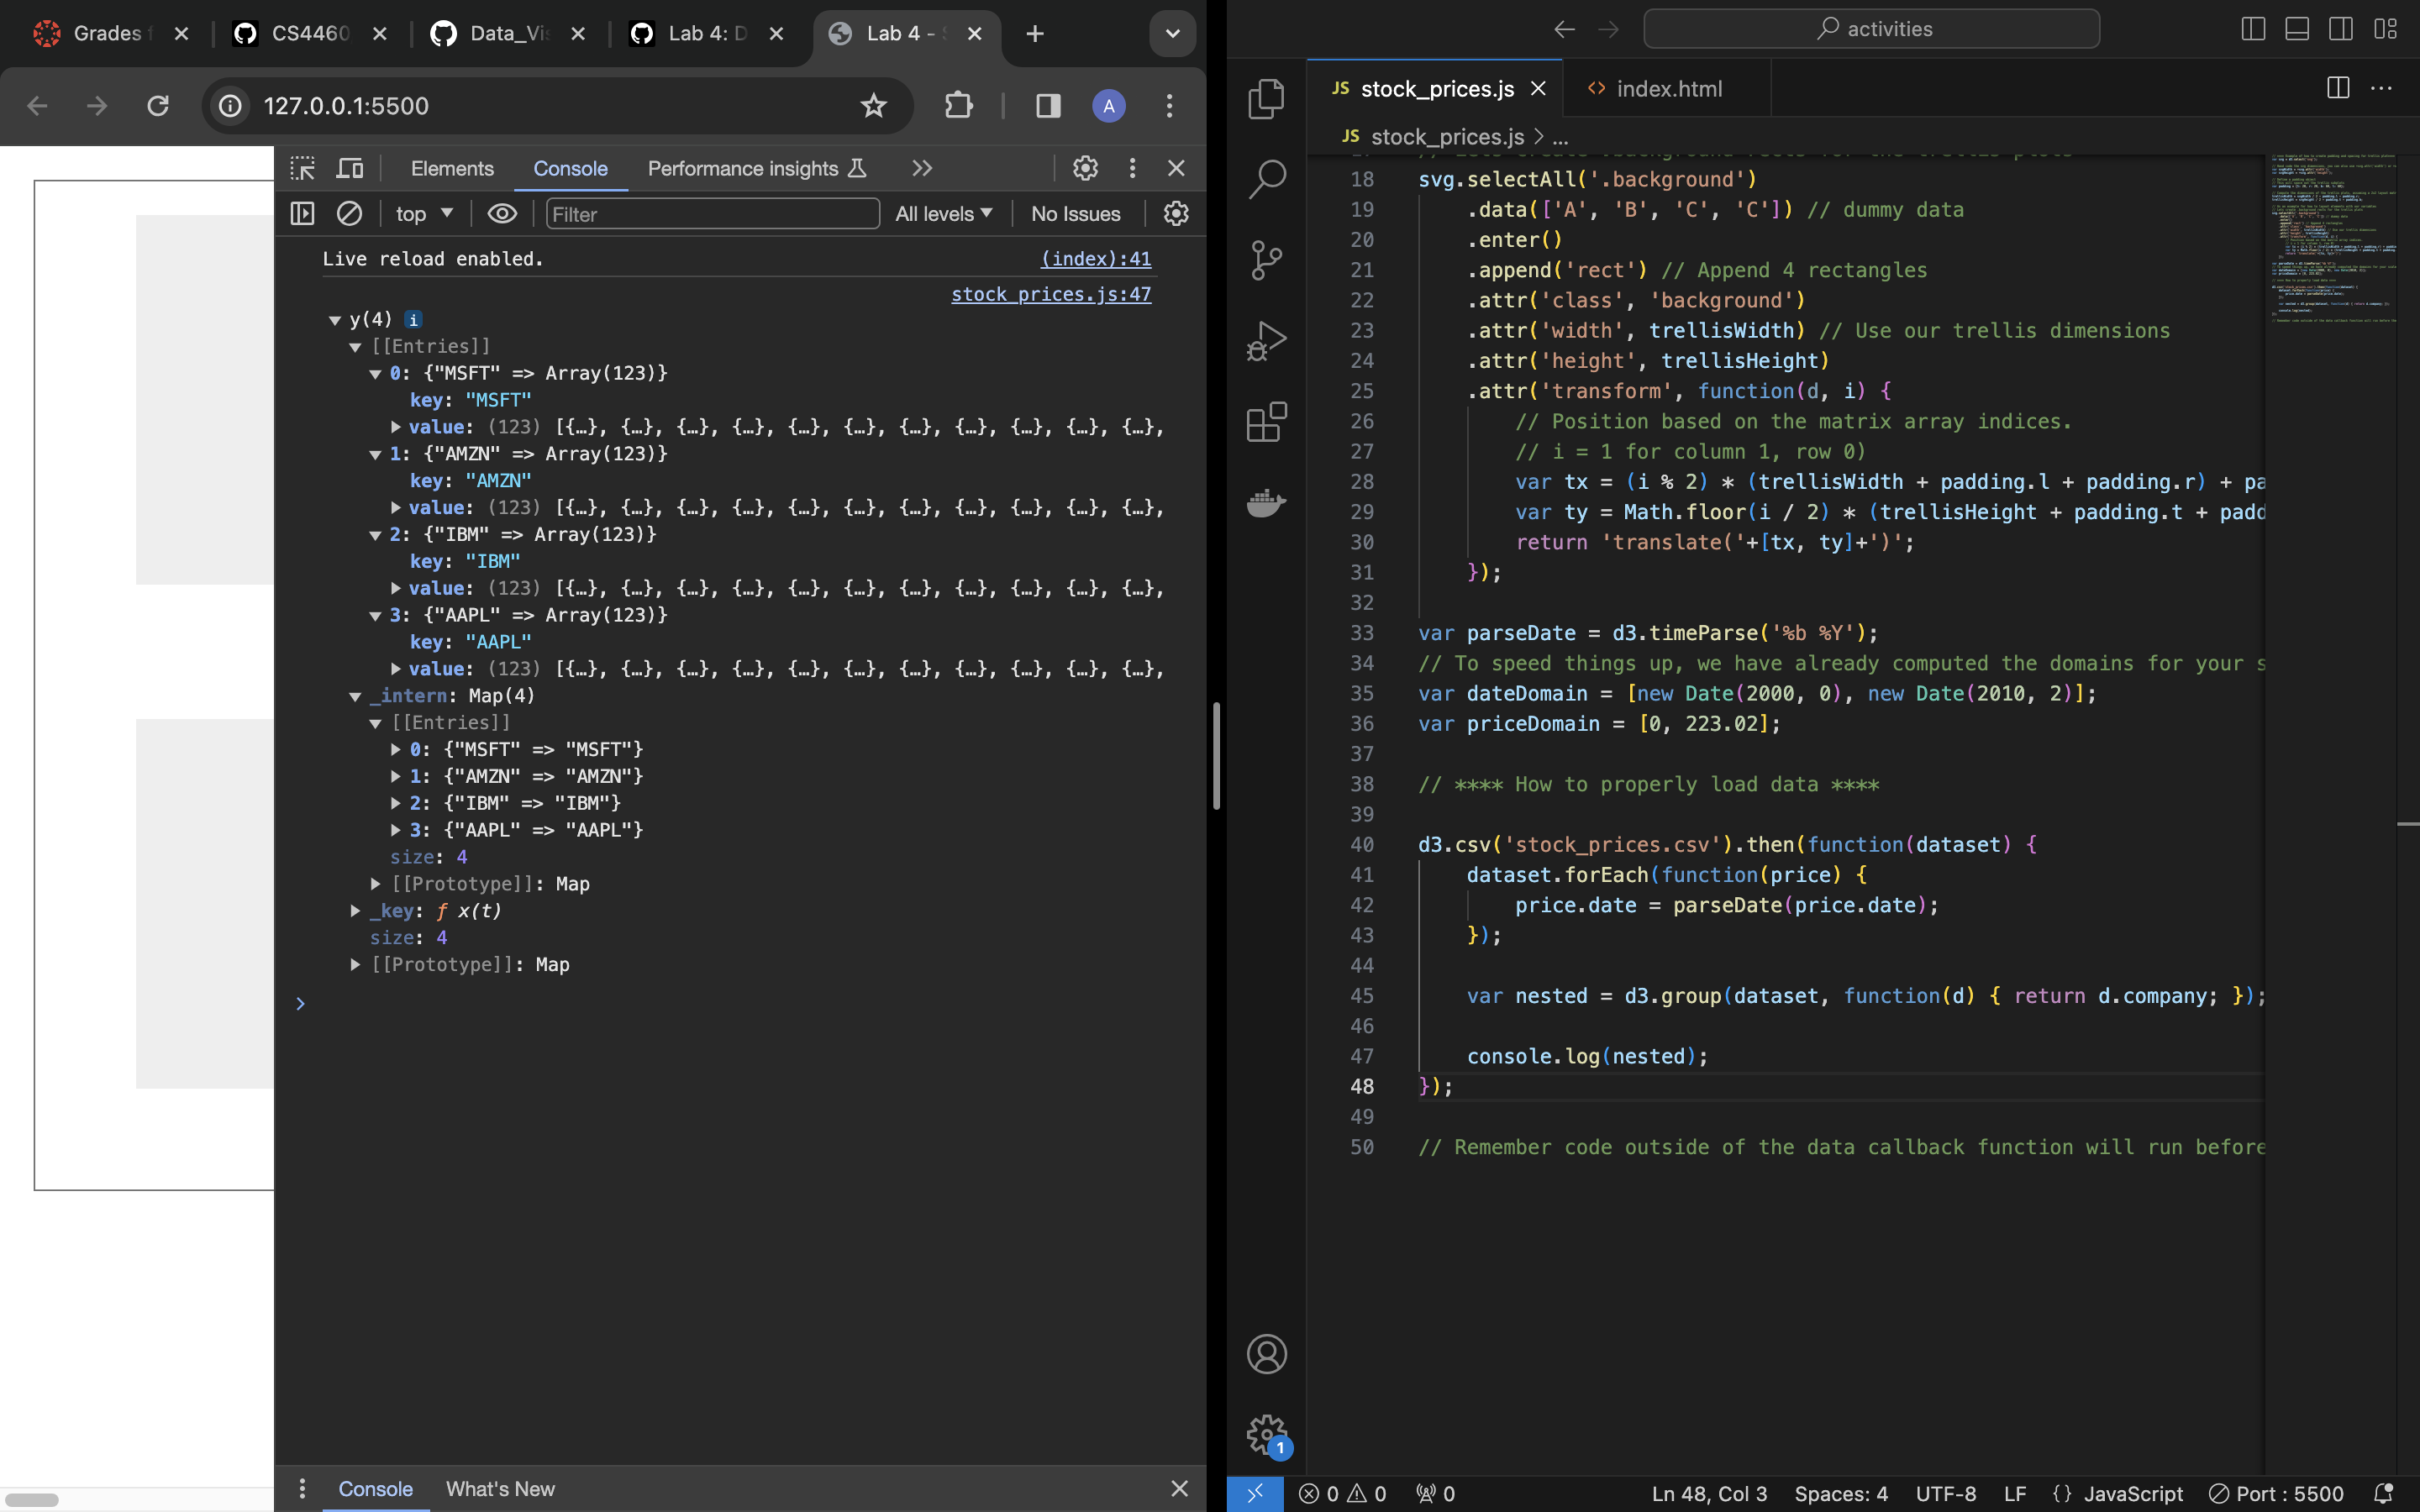 Grades f
CS4460
Data_Vis
Lab 4: D
Lab 4 - S
127.0.0.1:5500
A
Elements
Console
Performance insights
top
Filter
All levels
No Issues
Live reload enabled.
(index):41
stock_prices.js:47
y(4) i
[[Entries]]
0: {"MSFT" => Array(123)}
key: "MSFT"
value: (123) [{…}, {…}, {…}, {…}, {…}, {…}, {…}, {…}, {…}, {…}, {…},
1: {"AMZN" => Array(123)}
key: "AMZN"
value: (123) [{…}, {…}, {…}, {…}, {…}, {…}, {…}, {…}, {…}, {…}, {…},
2: {"IBM" => Array(123)}
key: "IBM"
value: (123) [{…}, {…}, {…}, {…}, {…}, {…}, {…}, {…}, {…}, {…}, {…},
3: {"AAPL" => Array(123)}
key: "AAPL"
value: (123) [{…}, {…}, {…}, {…}, {…}, {…}, {…}, {…}, {…}, {…}, {…},
_intern: Map(4)
[[Entries]]
0: {"MSFT" => "MSFT"}
1: {"AMZN" => "AMZN"}
2: {"IBM" => "IBM"}
3: {"AAPL" => "AAPL"}
size: 4
[[Prototype]]: Map
_key: ƒ x(t)
size: 4
[[Prototype]]: Map
Console
What's New
activities
JS stock_prices.js
index.html
JS stock_prices.js > ...
18 svg.selectAll('.background')
19 .data(['A', 'B', 'C', 'C']) // dummy data
20 .enter()
21 .append('rect') // Append 4 rectangles
22 .attr('class', 'background')
23 .attr('width', trellisWidth) // Use our trellis dimensions
24 .attr('height', trellisHeight)
25 .attr('transform', function(d, i) {
26 // Position based on the matrix array indices.
27 // i = 1 for column 1, row 0)
28 var tx = (i % 2) * (trellisWidth + padding.l + padding.r) + pa
29 var ty = Math.floor(i / 2) * (trellisHeight + padding.t + padd
30 return 'translate('+[tx, ty]+')';
31 });
32
33 var parseDate = d3.timeParse('%b %Y');
34 // To speed things up, we have already computed the domains for your s
35 var dateDomain = [new Date(2000, 0), new Date(2010, 2)];
36 var priceDomain = [0, 223.02];
37
38 // **** How to properly load data ****
39
40 d3.csv('stock_prices.csv').then(function(dataset) {
41 dataset.forEach(function(price) {
42 price.date = parseDate(price.date);
43 });
44
45 var nested = d3.group(dataset, function(d) { return d.company; });
46
47 console.log(nested);
48 });
49
50 // Remember code outside of the data callback function will run before
1
0 0
0
Ln 48, Col 3
Spaces: 4
UTF-8
LF
{} JavaScript
Port : 5500